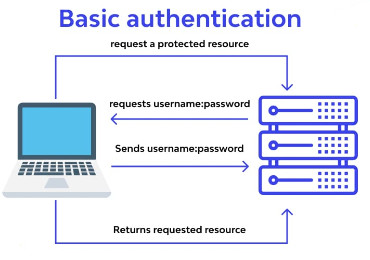 Basic authentication
request a protected resource
requests username:password
Sends username:password
Returns requested resource